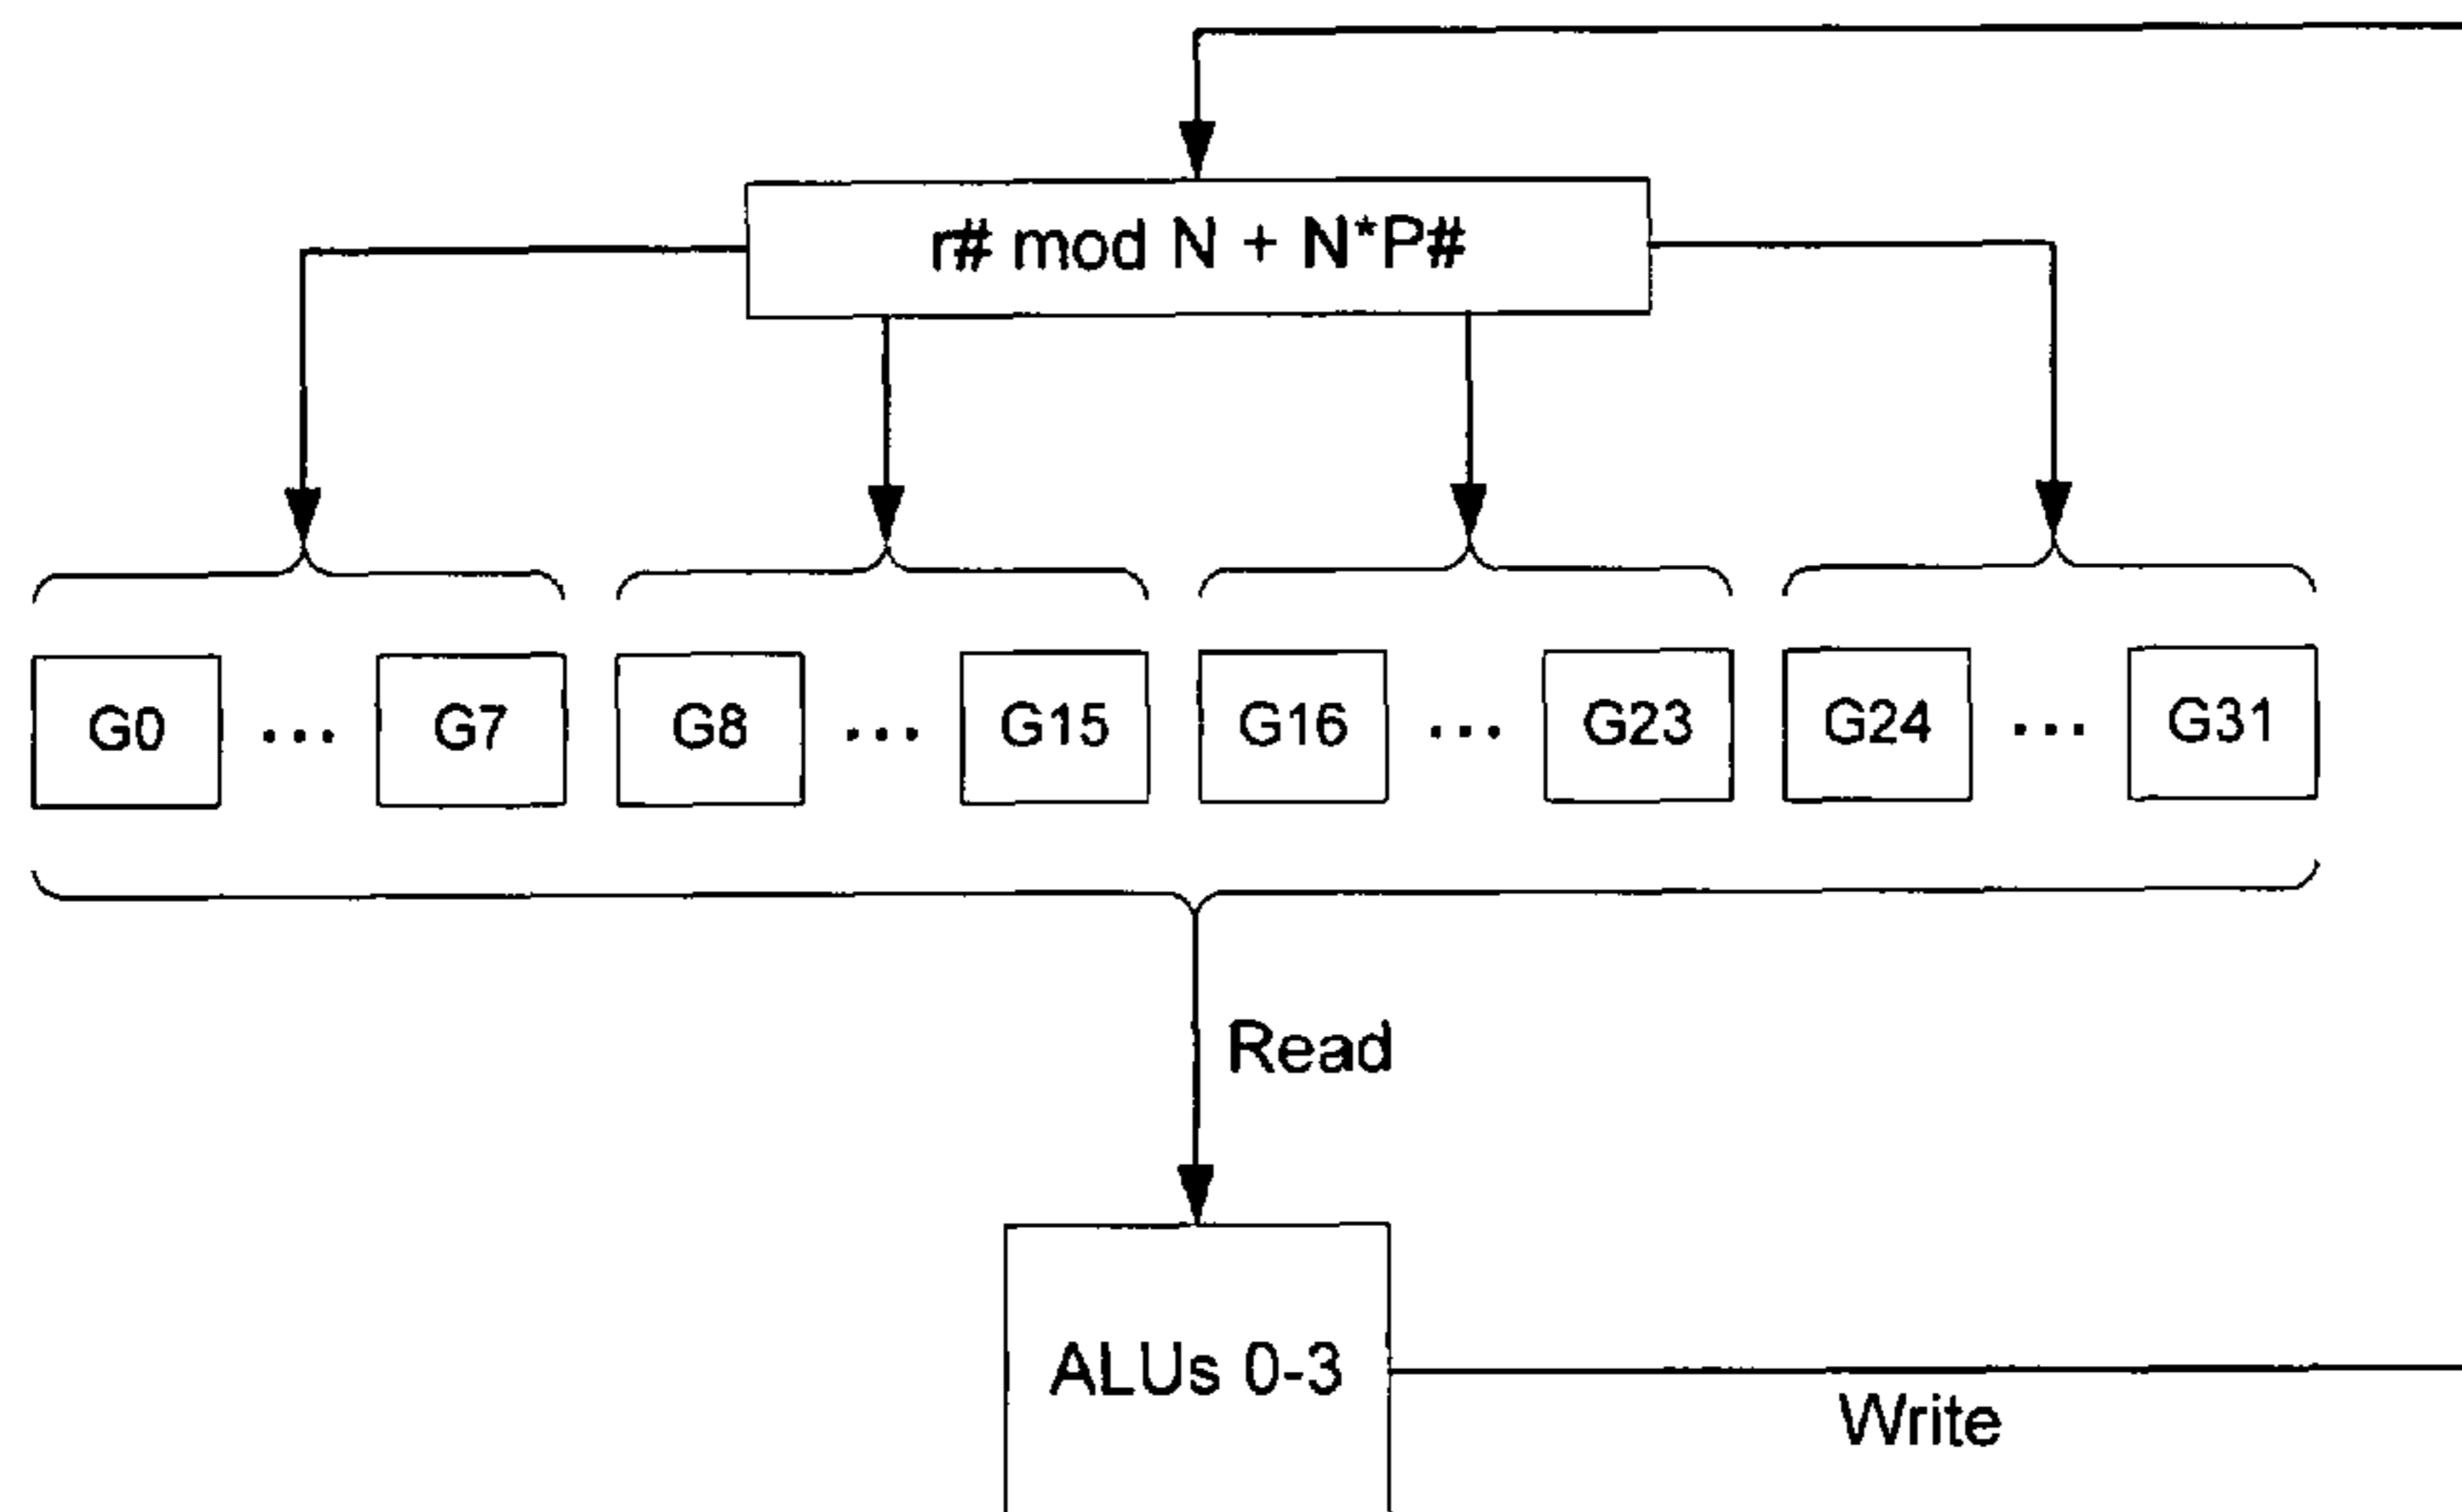 r# mod N + N*P#
G0 ... G7 G8 ... G15 G16 ... G23 G24 ... G31
Read
ALUs 0-3
Write